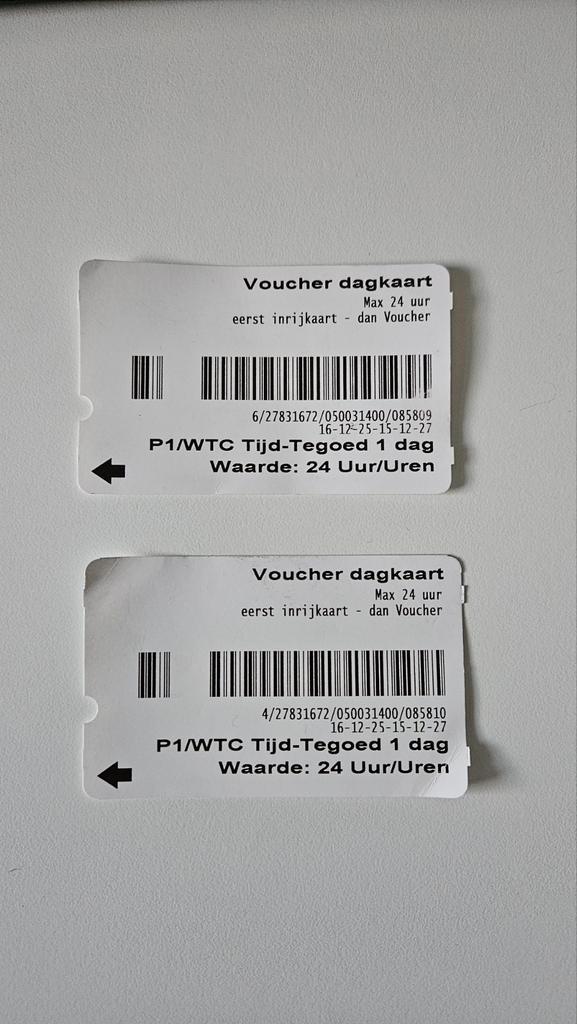 Voucher dagkaart
Max 24 uur
eerst inrijkaart - dan Voucher
6/27831672/050031400/085809
16-12-25-15-12-27
P1/WTC Tijd-Tegoed 1 dag
Waarde: 24 Uur/Uren
Voucher dagkaart
Max 24 uur
eerst inrijkaart - dan Voucher
4/27831672/050031400/085810
16-12-25-15-12-27
P1/WTC Tijd-Tegoed 1 dag
Waarde: 24 Uur/Uren